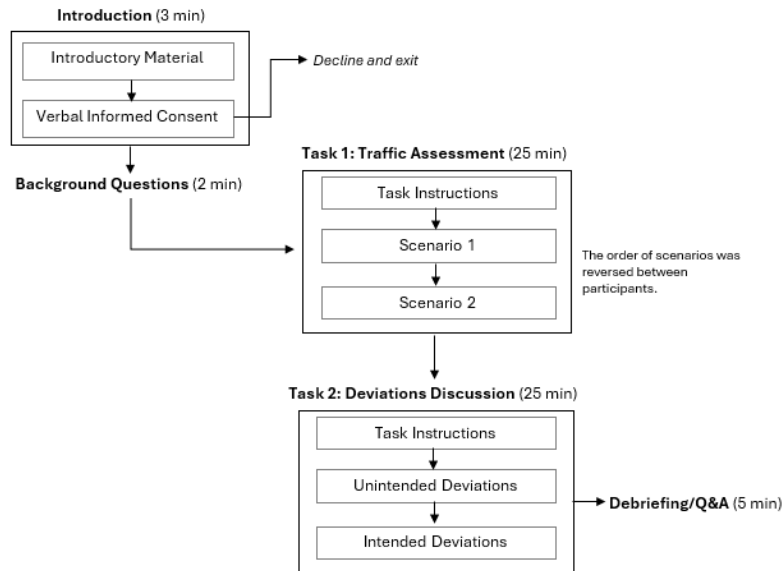 Introduction (3 min)
Introductory Material
Decline and exit
Verbal Informed Consent
Background Questions (2 min)
Task 1: Traffic Assessment (25 min)
Task Instructions
Scenario 1
Scenario 2
The order of scenarios was
reversed between
participants.
Task 2: Deviations Discussion (25 min)
Task Instructions
Unintended Deviations
Intended Deviations
Debriefing/Q&A (5 min)